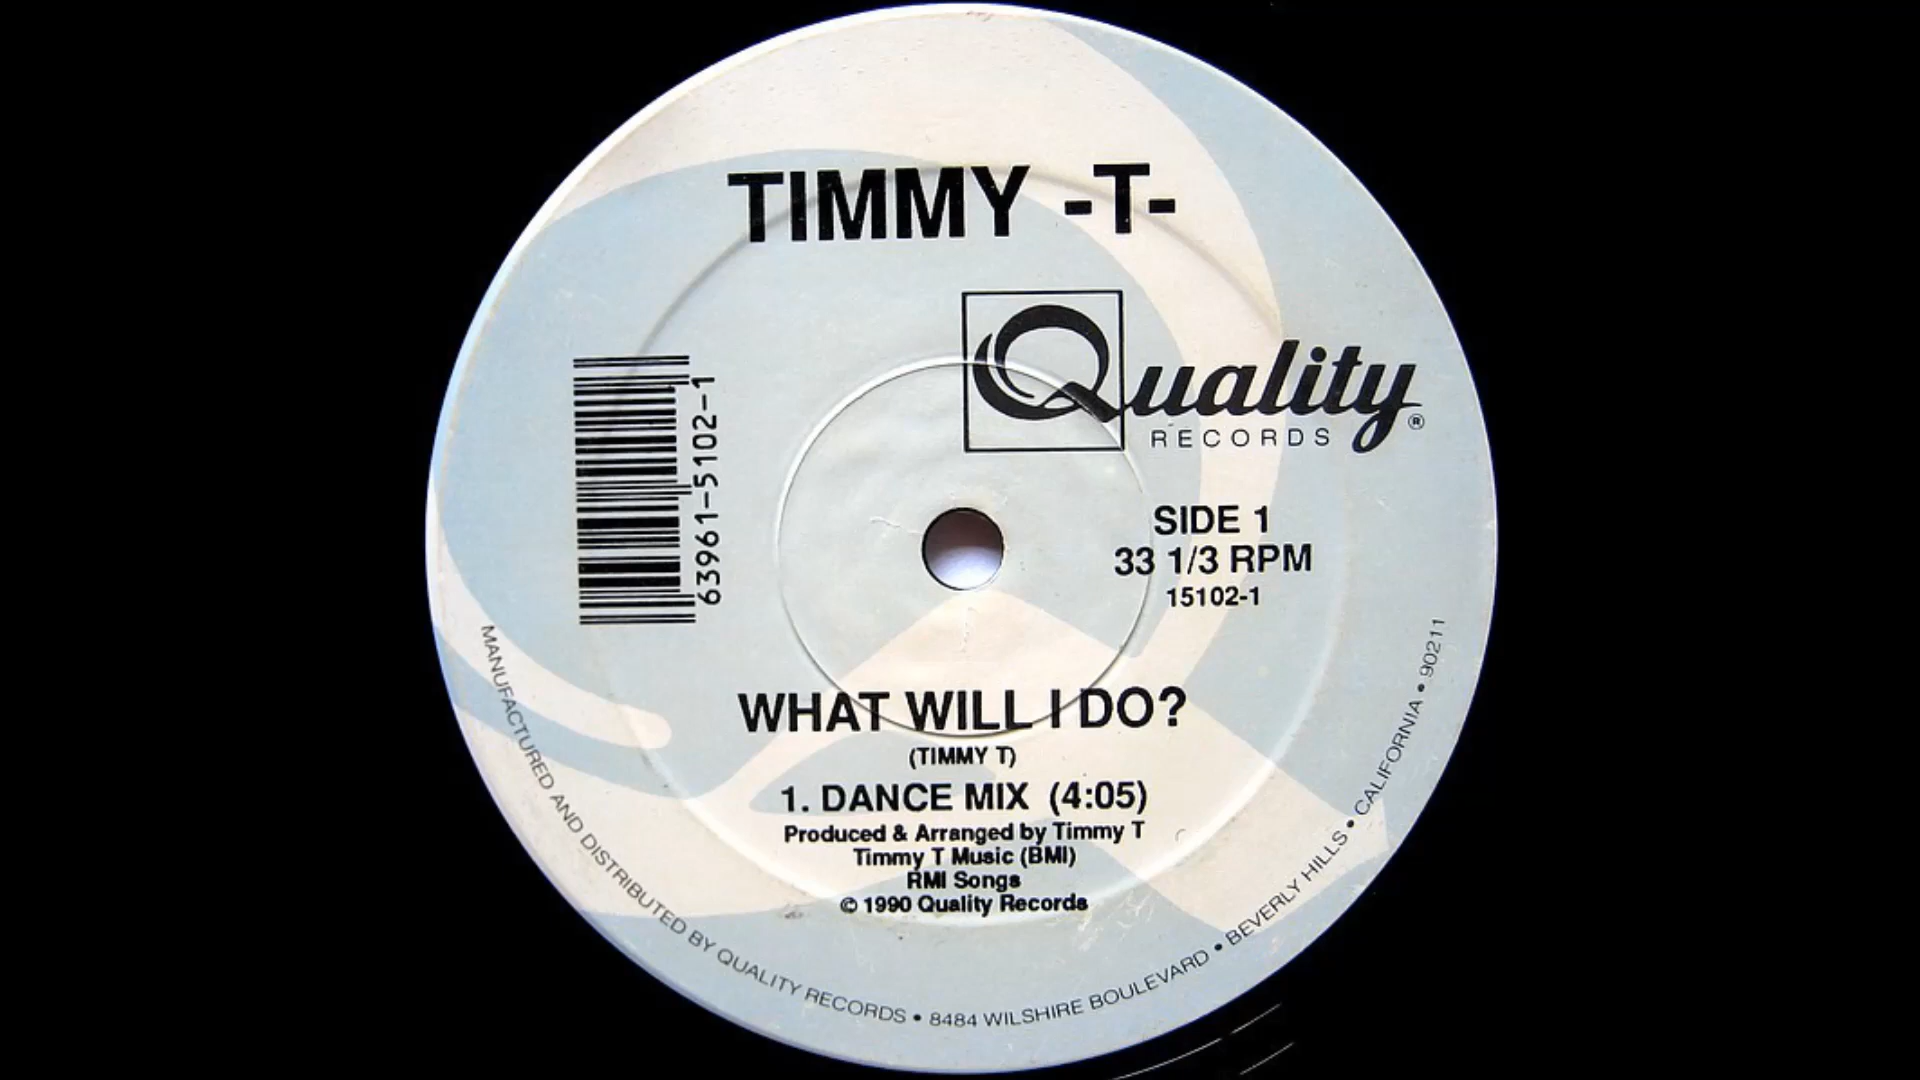 TIMMY -T-
Quality®
RECORDS
63961-5102-1
SIDE 1
33 1/3 RPM
15102-1
WHAT WILL I DO?
(TIMMY T)
1. DANCE MIX (4:05)
Produced & Arranged by Timmy T
Timmy T Music (BMI)
RMI Songs
© 1990 Quality Records
MANUFACTURED AND DISTRIBUTED BY QUALITY RECORDS • 8484 WILSHIRE BOULEVARD • BEVERLY HILLS • CALIFORNIA • 90211